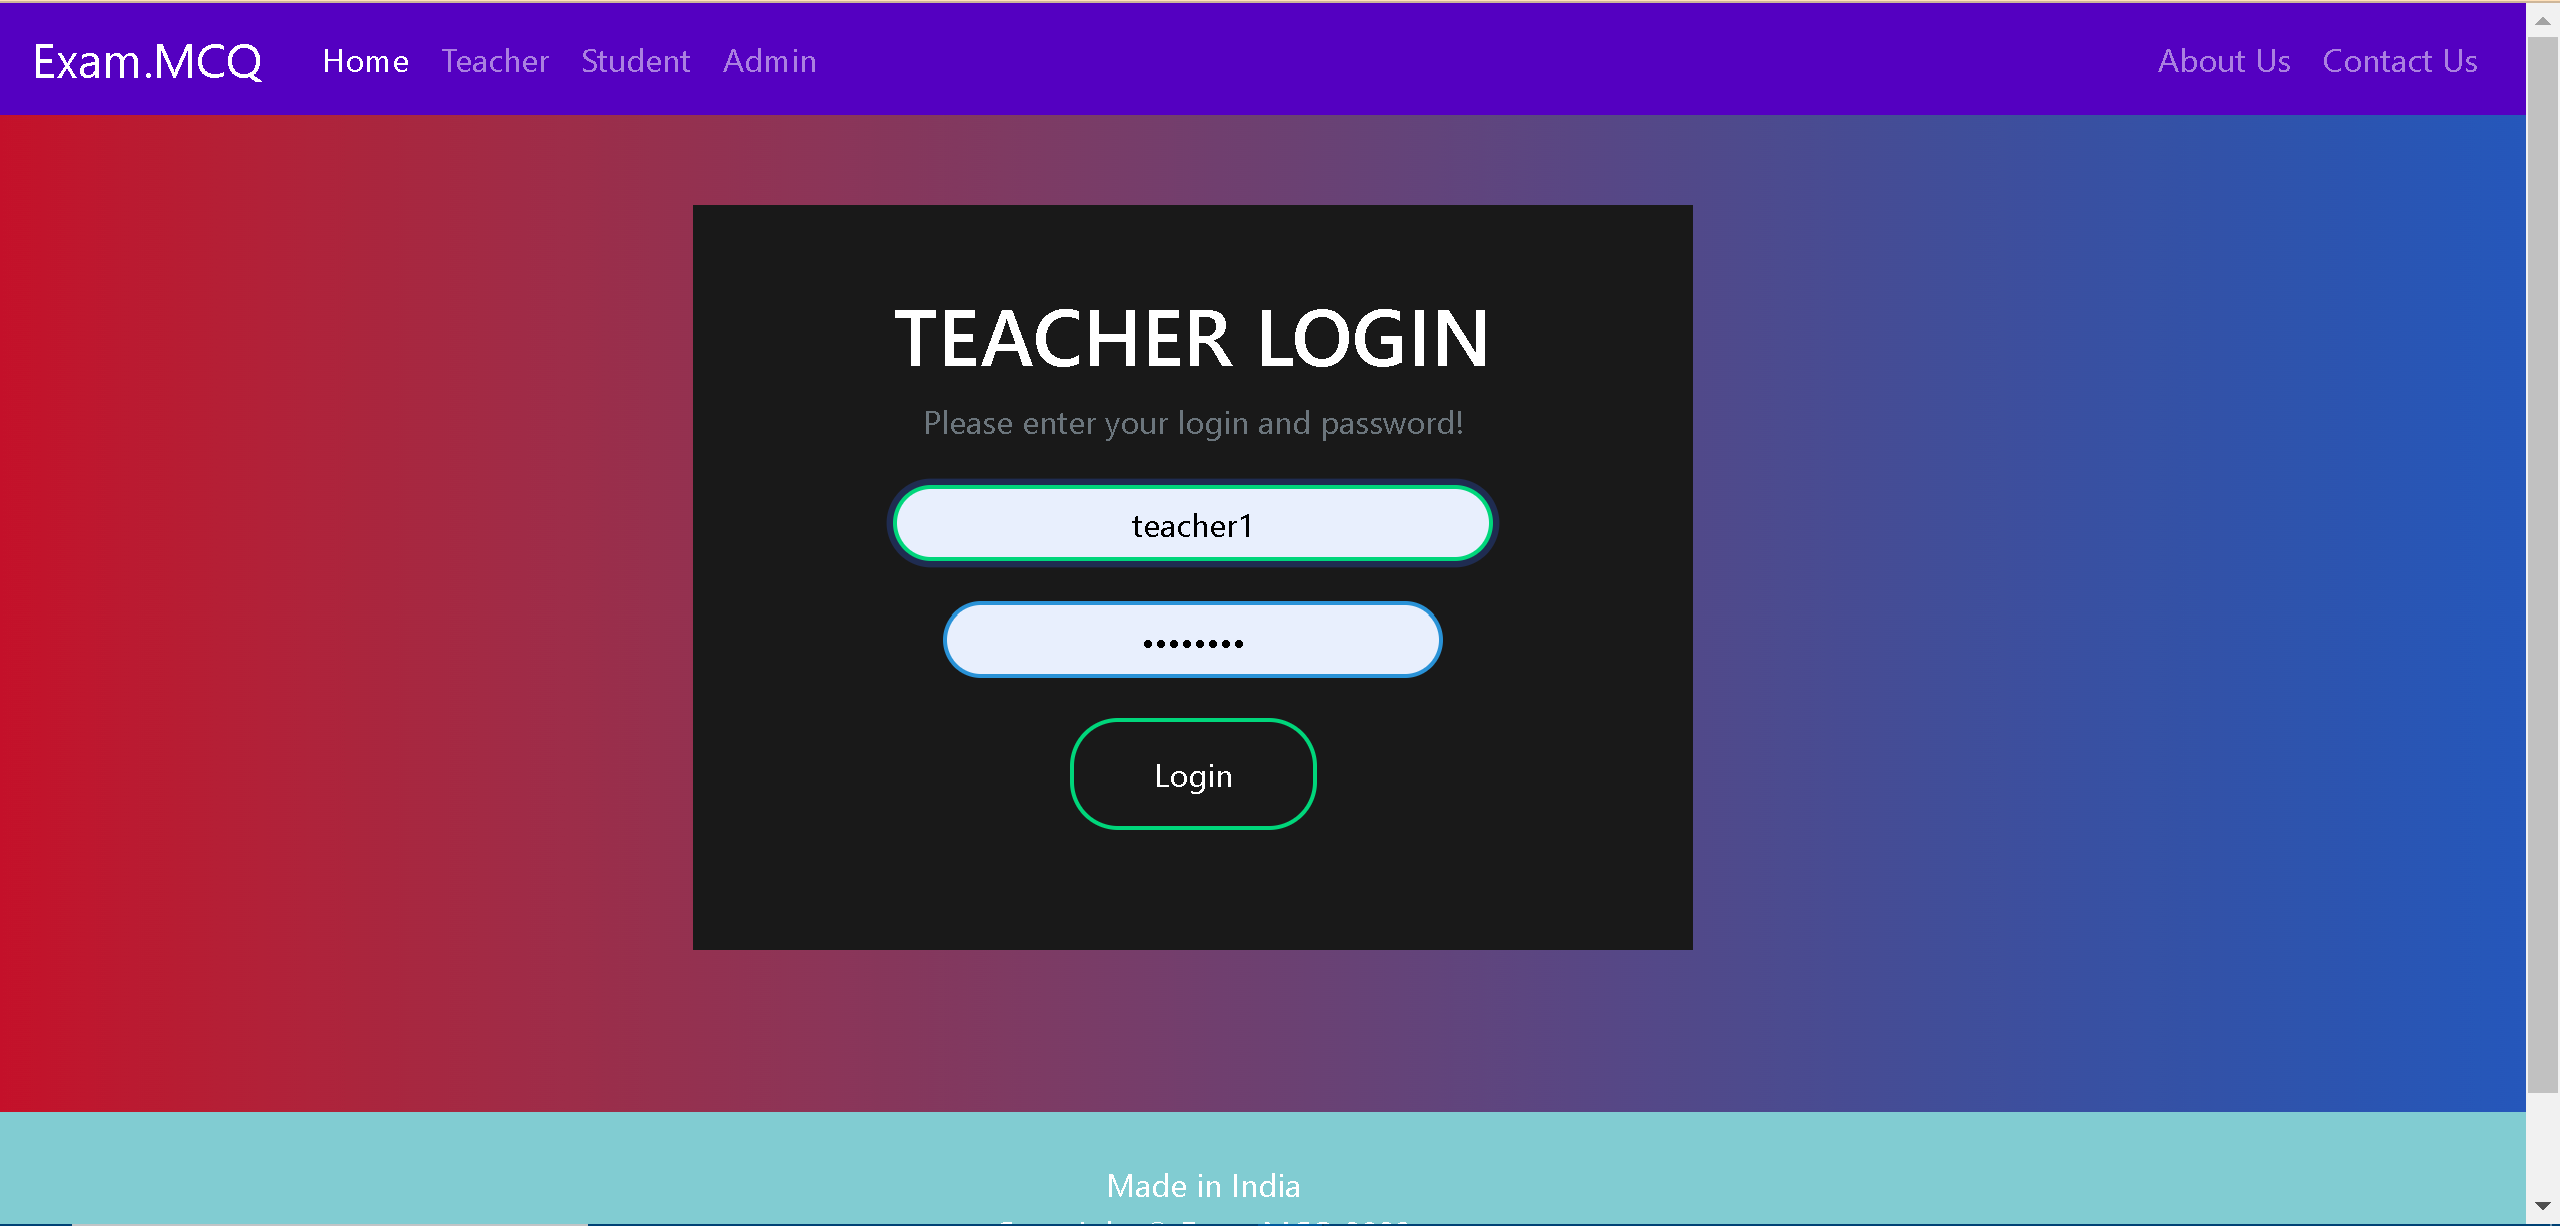 Exam.MCQ Home Teacher Student Admin About Us Contact Us
TEACHER LOGIN
Please enter your login and password!
teacher1
••••••••
Login
Made in India